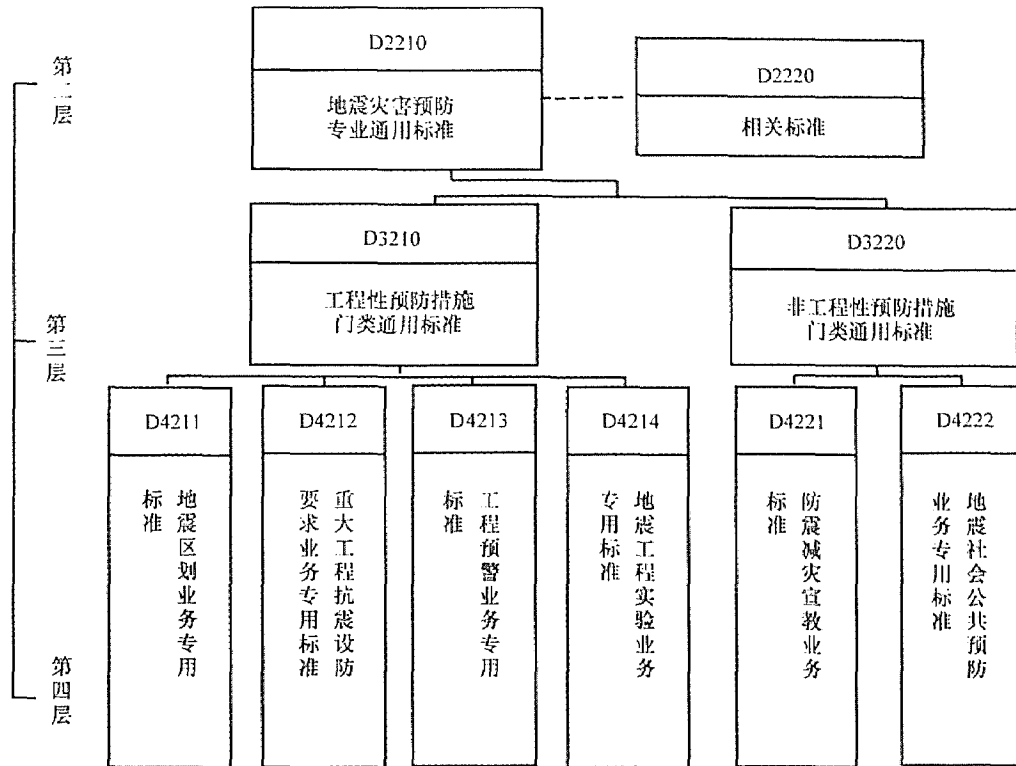 第二层
D2210
地震灾害预防
专业通用标准
D2220
相关标准
第三层
D3210
工程性预防措施
门类通用标准
D3220
非工程性预防措施
门类通用标准
第四层
D4211
地震区划业务专用
标准
D4212
重大工程抗震设防
要求业务专用标准
D4213
工程预警业务专用
标准
D4214
地震工程实验业务
专用标准
D4221
防震减灾宣教业务
标准
D4222
地震社会公共预防
业务专用标准